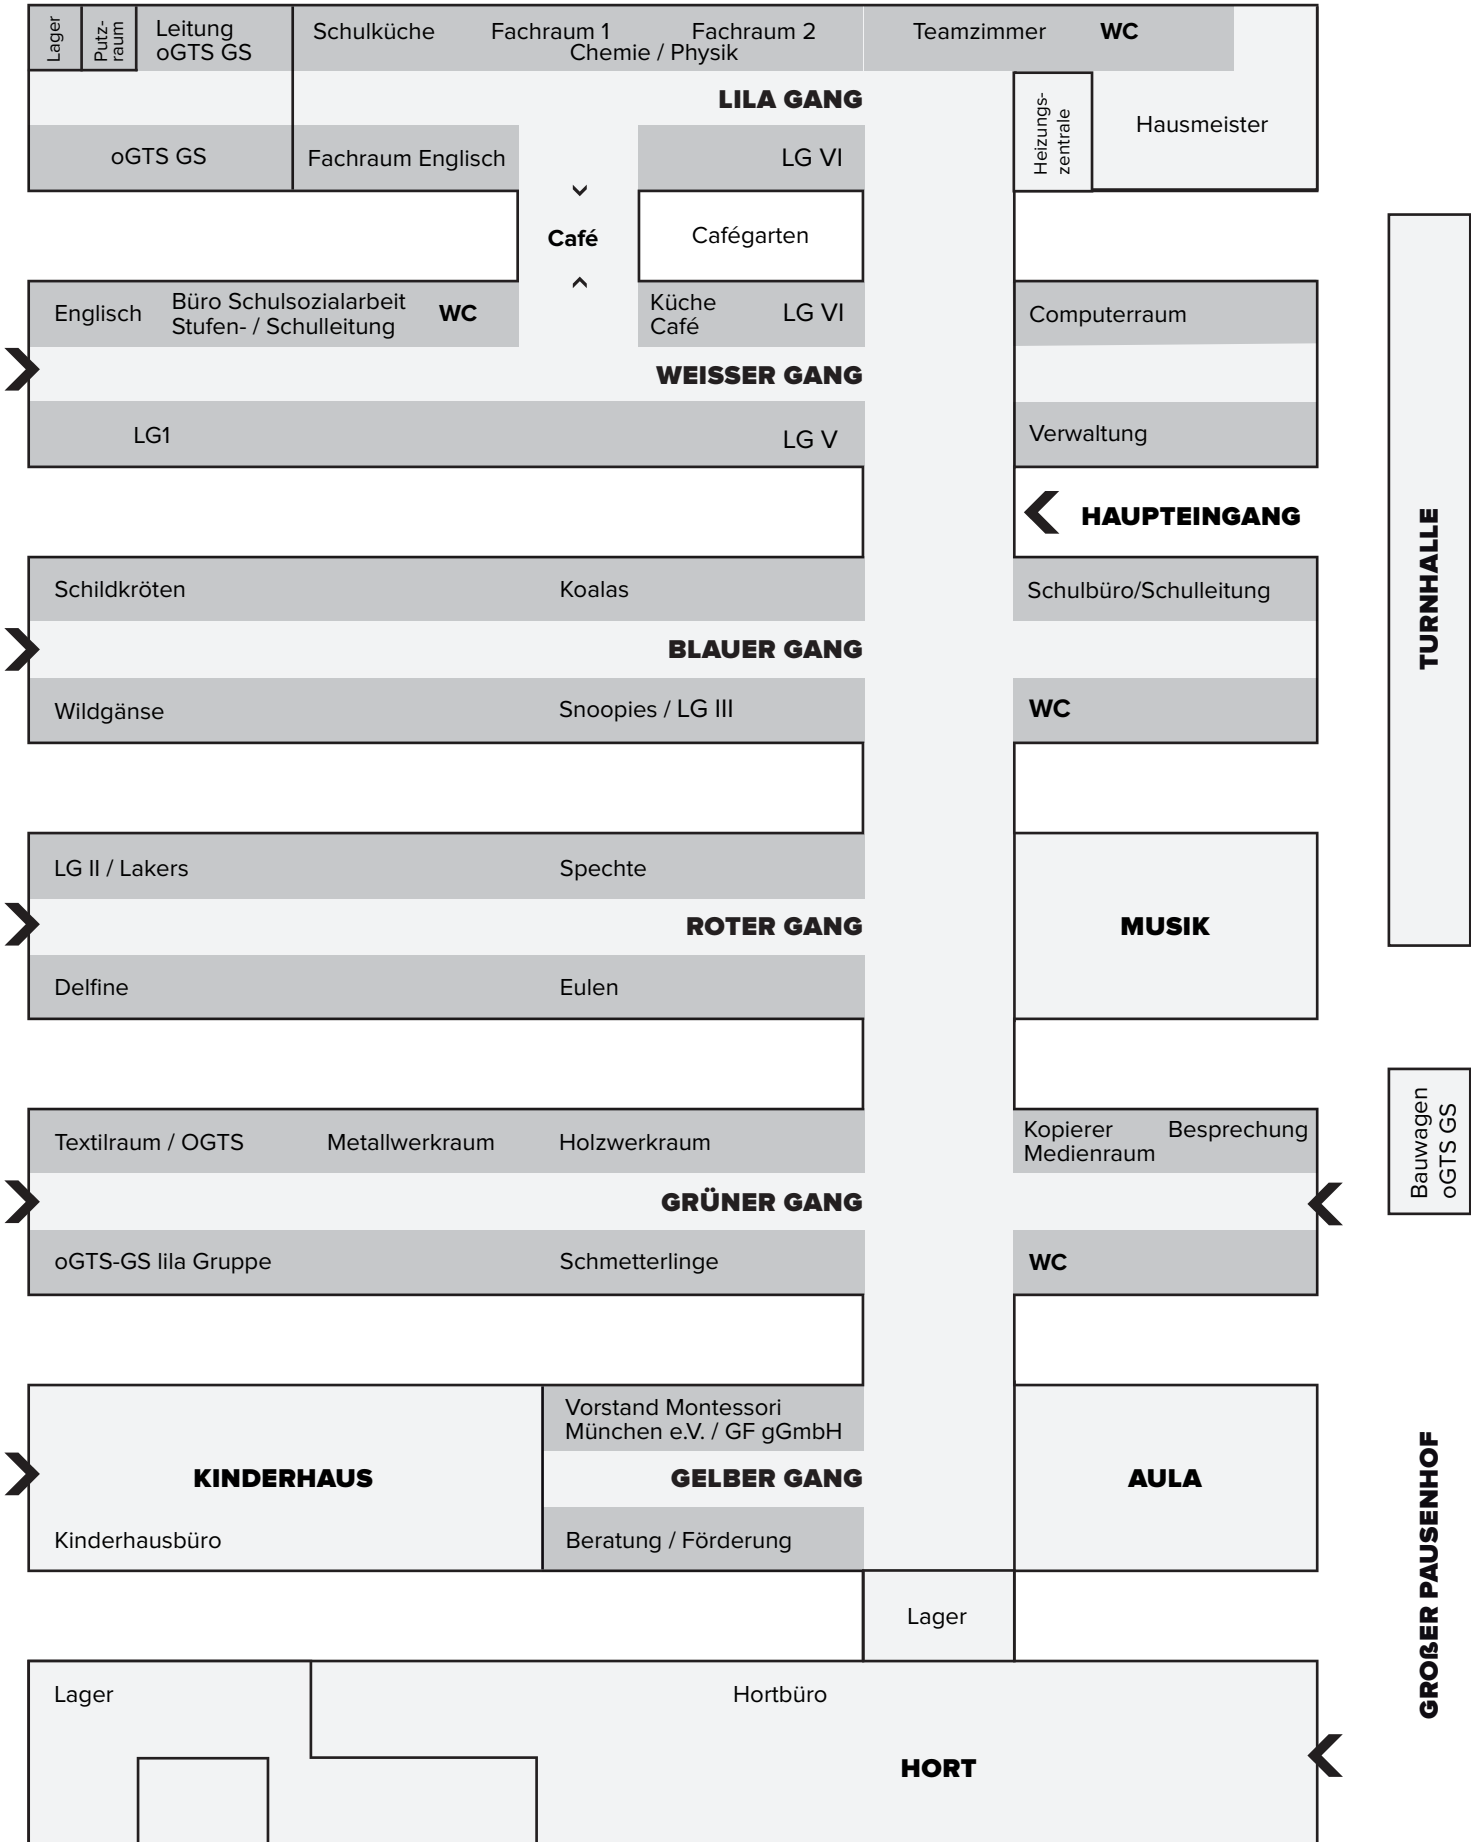 Lager
Putz-
raum
Leitung
oGTS GS
Schulküche
Fachraum 1
Fachraum 2
Chemie / Physik
Teamzimmer
WC
LILA GANG
Heizungs-
zentrale
Hausmeister
oGTS GS
Fachraum Englisch
LG VI
Café
Cafégarten
Englisch
Büro Schulsozialarbeit
Stufen- / Schulleitung
WC
Küche
Café
LG VI
Computerraum
WEISSER GANG
LG1
LG V
Verwaltung
HAUPTEINGANG
TURNHALLE
Schildkröten
Koalas
Schulbüro/Schulleitung
BLAUER GANG
Wildgänse
Snoopies / LG III
WC
LG II / Lakers
Spechte
ROTER GANG
MUSIK
Delfine
Eulen
Textilraum / OGTS
Metallwerkraum
Holzwerkraum
Kopierer
Medienraum
Besprechung
Bauwagen
oGTS GS
GRÜNER GANG
oGTS-GS lila Gruppe
Schmetterlinge
WC
Vorstand Montessori
München e.V. / GF gGmbH
KINDERHAUS
GELBER GANG
AULA
Kinderhausbüro
Beratung / Förderung
GROßER PAUSENHOF
Lager
Lager
Hortbüro
HORT